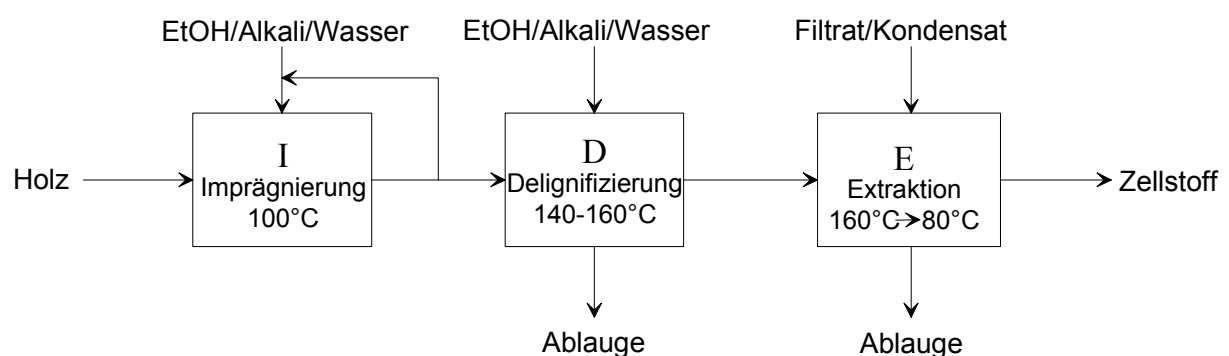 EtOH/Alkali/Wasser
EtOH/Alkali/Wasser
Filtrat/Kondensat
Holz
I
Imprägnierung
100°C
D
Delignifizierung
140-160°C
E
Extraktion
160°C→80°C
Zellstoff
Ablauge
Ablauge